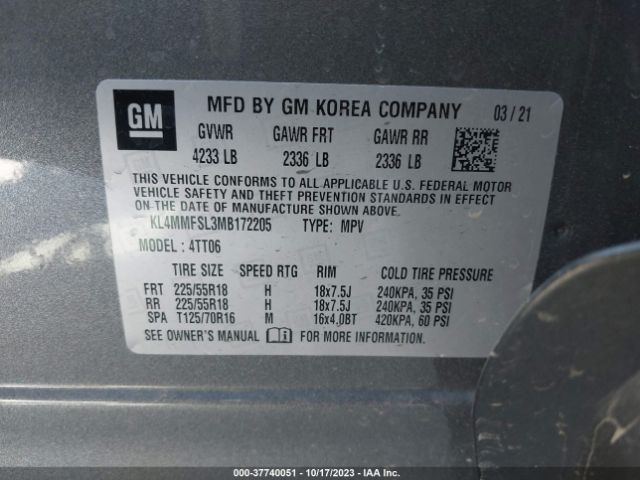 GM MFD BY GM KOREA COMPANY 03 / 21
GVWR GAWR FRT GAWR RR
4233 LB 2336 LB 2336 LB
THIS VEHICLE CONFORMS TO ALL APPLICABLE U.S. FEDERAL MOTOR
VEHICLE SAFETY AND THEFT PREVENTION STANDARDS IN EFFECT
ON THE DATE OF MANUFACTURE SHOWN ABOVE.
KL4MMFSL3MB172205 TYPE: MPV
MODEL : 4TT06
TIRE SIZE SPEED RTG RIM COLD TIRE PRESSURE
FRT 225/55R18 H 18x7.5J 240KPA, 35 PSI
RR 225/55R18 H 18x7.5J 240KPA, 35 PSI
SPA T125/70R16 M 16x4.0BT 420KPA, 60 PSI
SEE OWNER'S MANUAL FOR MORE INFORMATION.
000-37740051 - 10/17/2023 - IAA Inc.